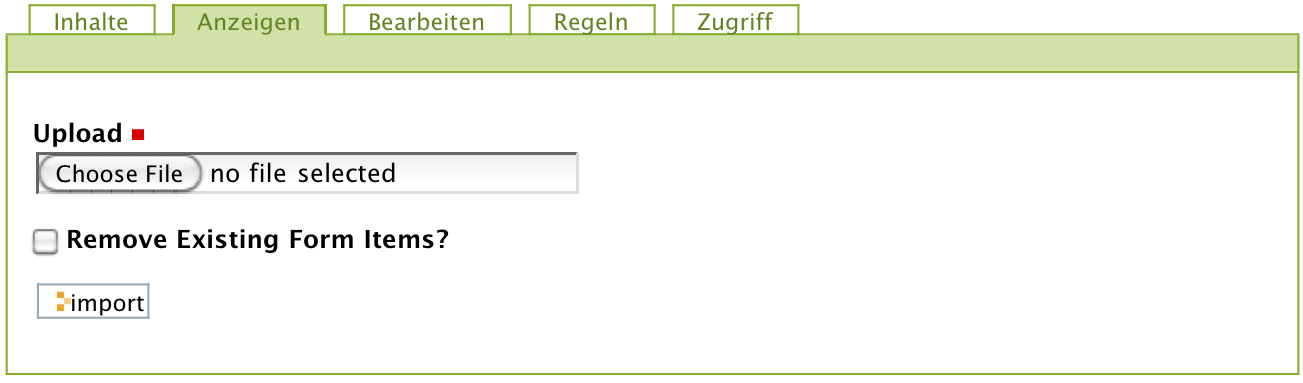 Inhalte Anzeigen Bearbeiten Regeln Zugriff
Upload
Choose File no file selected
Remove Existing Form Items?
import